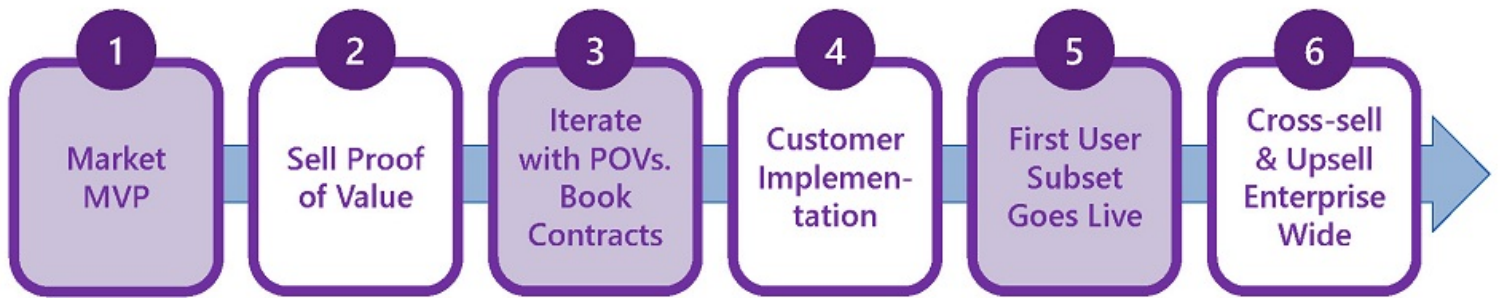 1
Market
MVP
2
Sell Proof
of Value
3
Iterate
with POVs.
Book
Contracts
4
Customer
Implemen-
tation
5
First User
Subset
Goes Live
6
Cross-sell
& Upsell
Enterprise
Wide